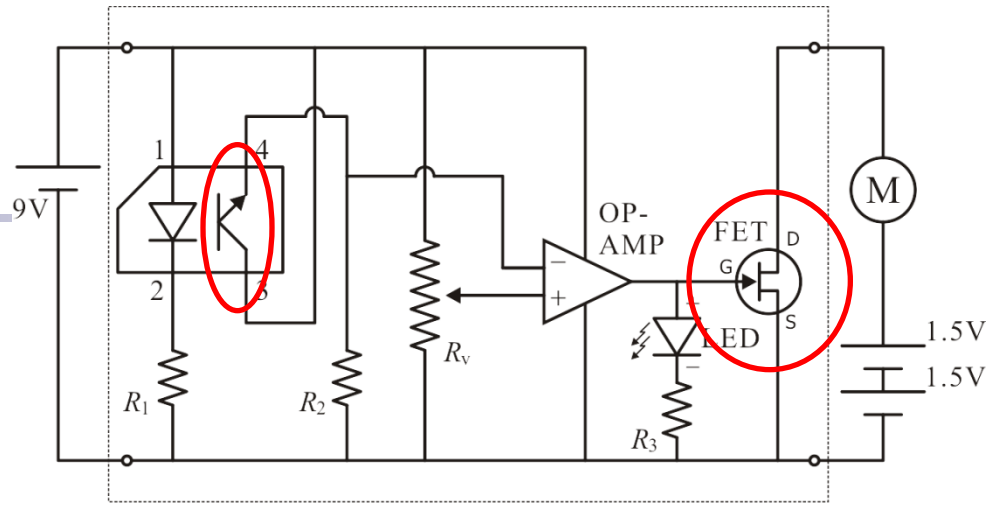 9V
1
4
2
3
R1
R2
Rv
OP-
AMP
−
+
FET
G
D
S
−
LED
−
R3
M
1.5V
1.5V